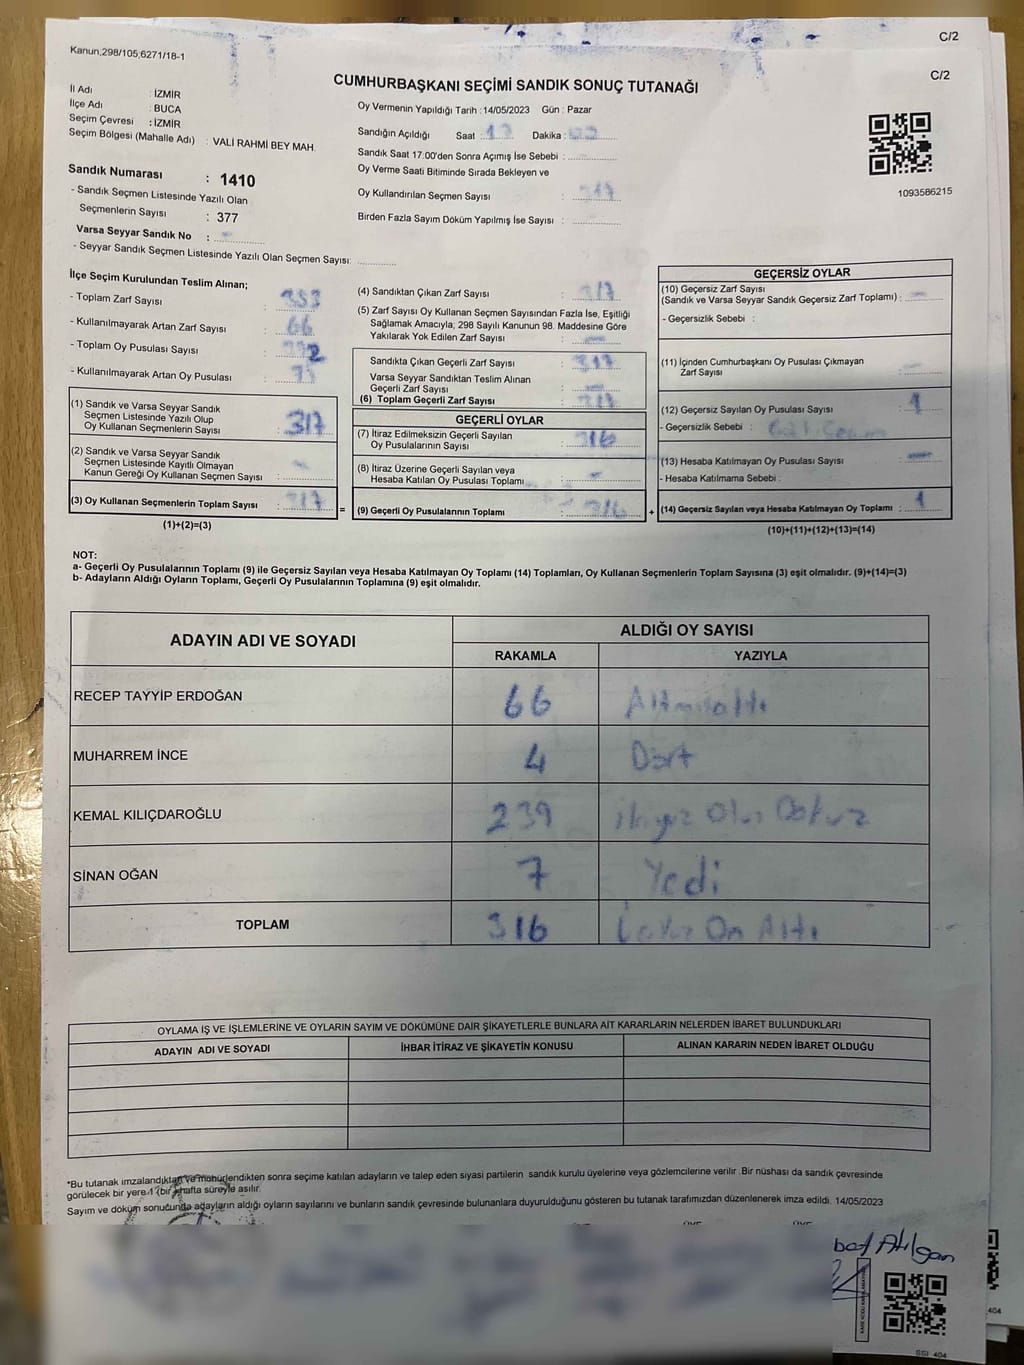 C/2
Kanun,298/105;6271/18-1
CUMHURBAŞKANI SEÇİMİ SANDIK SONUÇ TUTANAĞI
C/2
İl Adı : İZMİR
İlçe Adı : BUCA
Seçim Çevresi : İZMİR
Seçim Bölgesi (Mahalle Adı) : VALİ RAHMİ BEY MAH.
Oy Vermenin Yapıldığı Tarih : 14/05/2023 Gün : Pazar
Sandığın Açıldığı Saat : 17 Dakika :
Sandık Saat 17:00'den Sonra Açımış İse Sebebi :
Oy Verme Saati Bitiminde Sırada Bekleyen ve
Oy Kullandırılan Seçmen Sayısı : 317
Birden Fazla Sayım Döküm Yapılmış İse Sayısı :
1093586215
Sandık Numarası : 1410
- Sandık Seçmen Listesinde Yazılı Olan
Seçmenlerin Sayısı : 377
Varsa Seyyar Sandık No : -
- Seyyar Sandık Seçmen Listesinde Yazılı Olan Seçmen Sayısı:
İlçe Seçim Kurulundan Teslim Alınan;
- Toplam Zarf Sayısı : 383
- Kullanılmayarak Artan Zarf Sayısı : 66
- Toplam Oy Pusulası Sayısı :
- Kullanılmayarak Artan Oy Pusulası :
(1) Sandık ve Varsa Seyyar Sandık
Seçmen Listesinde Yazılı Olup
Oy Kullanan Seçmenlerin Sayısı : 317
(2) Sandık ve Varsa Seyyar Sandık
Seçmen Listesinde Kayıtlı Olmayan
Kanun Gereği Oy Kullanan Seçmen Sayısı : -
(3) Oy Kullanan Seçmenlerin Toplam Sayısı : 317
(1)+(2)=(3)
(4) Sandıktan Çıkan Zarf Sayısı : 317
(5) Zarf Sayısı Oy Kullanan Seçmen Sayısından Fazla İse, Eşitliği
Sağlamak Amacıyla, 298 Sayılı Kanunun 98. Maddesine Göre
Yakılarak Yok Edilen Zarf Sayısı : -
Sandıkta Çıkan Geçerli Zarf Sayısı : 317
Varsa Seyyar Sandıktan Teslim Alınan
Geçerli Zarf Sayısı : -
(6) Toplam Geçerli Zarf Sayısı : 317
GEÇERLİ OYLAR
(7) İtiraz Edilmeksizin Geçerli Sayılan
Oy Pusulalarının Sayısı : 316
(8) İtiraz Üzerine Geçerli Sayılan veya
Hesaba Katılan Oy Pusulası Toplamı : -
= (9) Geçerli Oy Pusulalarının Toplamı : 316 +
GEÇERSİZ OYLAR
(10) Geçersiz Zarf Sayısı
(Sandık ve Varsa Seyyar Sandık Geçersiz Zarf Toplamı) : -
- Geçersizlik Sebebi :
(11) İçinden Cumhurbaşkanı Oy Pusulası Çıkmayan
Zarf Sayısı : -
(12) Geçersiz Sayılan Oy Pusulası Sayısı : 1
- Geçersizlik Sebebi :
(13) Hesaba Katılmayan Oy Pusulası Sayısı : -
- Hesaba Katılmama Sebebi :
(14) Geçersiz Sayılan veya Hesaba Katılmayan Oy Toplamı : 1
(10)+(11)+(12)+(13)=(14)
NOT:
a- Geçerli Oy Pusulalarının Toplamı (9) ile Geçersiz Sayılan veya Hesaba Katılmayan Oy Toplamı (14) Toplamları, Oy Kullanan Seçmenlerin Toplam Sayısına (3) eşit olmalıdır. (9)+(14)=(3)
b- Adayların Aldığı Oyların Toplamı, Geçerli Oy Pusulalarının Toplamına (9) eşit olmalıdır.
ADAYIN ADI VE SOYADI ALDIĞI OY SAYISI
RAKAMLA YAZIYLA
RECEP TAYYİP ERDOĞAN 66 Altmışaltı
MUHARREM İNCE 4 Dört
KEMAL KILIÇDAROĞLU 239 ikiyüz Otuz Dokuz
SİNAN OĞAN 7 Yedi
TOPLAM 316 Üçyüz On Altı
OYLAMA İŞ VE İŞLEMLERİNE VE OYLARIN SAYIM VE DÖKÜMÜNE DAİR ŞİKAYETLERLE BUNLARA AİT KARARLARIN NELERDEN İBARET BULUNDUKLARI
ADAYIN ADI VE SOYADI İHBAR İTİRAZ VE ŞİKAYETİN KONUSU ALINAN KARARIN NEDEN İBARET OLDUĞU
*Bu tutanak imzalandıktan ve mühürlendikten sonra seçime katılan adayların ve talep eden siyasi partilerin sandık kurulu üyelerine veya gözlemcilerine verilir .Bir nüshası da sandık çevresinde
görülecek bir yere 1 (bir) hafta süreyle asılır.
Sayım ve döküm sonucunda adayların aldığı oyların sayılarını ve bunların sandık çevresinde bulunanlara duyurulduğunu gösteren bu tutanak tarafımızdan düzenlenerek imza edildi. 14/05/2023
Atılgan
404
SSI 404